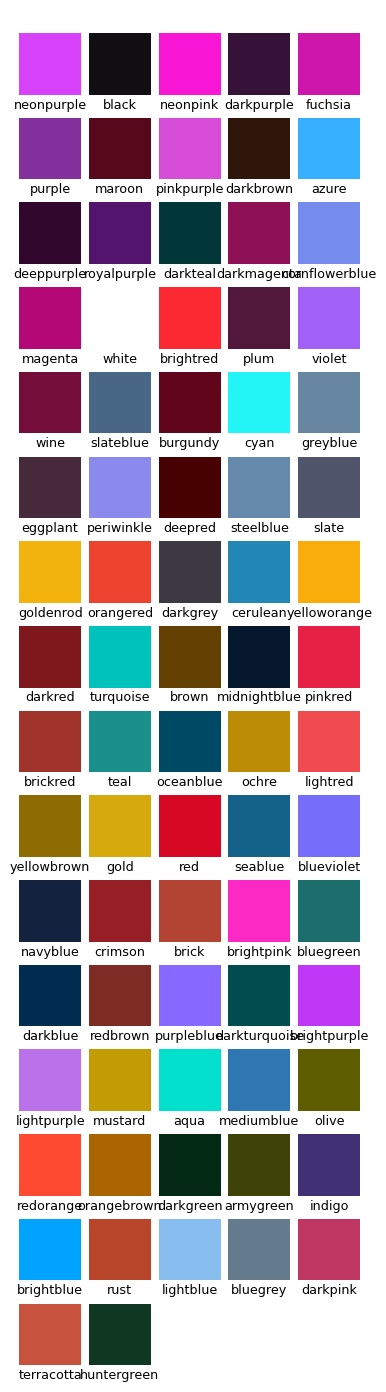 neonpurple black neonpink darkpurple fuchsia
purple maroon pinkpurple darkbrown azure
deeppurple royalpurple darkteal darkmagenta cornflowerblue
magenta white brightred plum violet
wine slateblue burgundy cyan greyblue
eggplant periwinkle deepred steelblue slate
goldenrod orangered darkgrey cerulean yelloworange
darkred turquoise brown midnightblue pinkred
brickred teal oceanblue ochre lightred
yellowbrown gold red seablue blueviolet
navyblue crimson brick brightpink bluegreen
darkblue redbrown purpleblue darkturquoise brightpurple
lightpurple mustard aqua mediumblue olive
redorange orangebrown darkgreen armygreen indigo
brightblue rust lightblue bluegrey darkpink
terracotta huntergreen